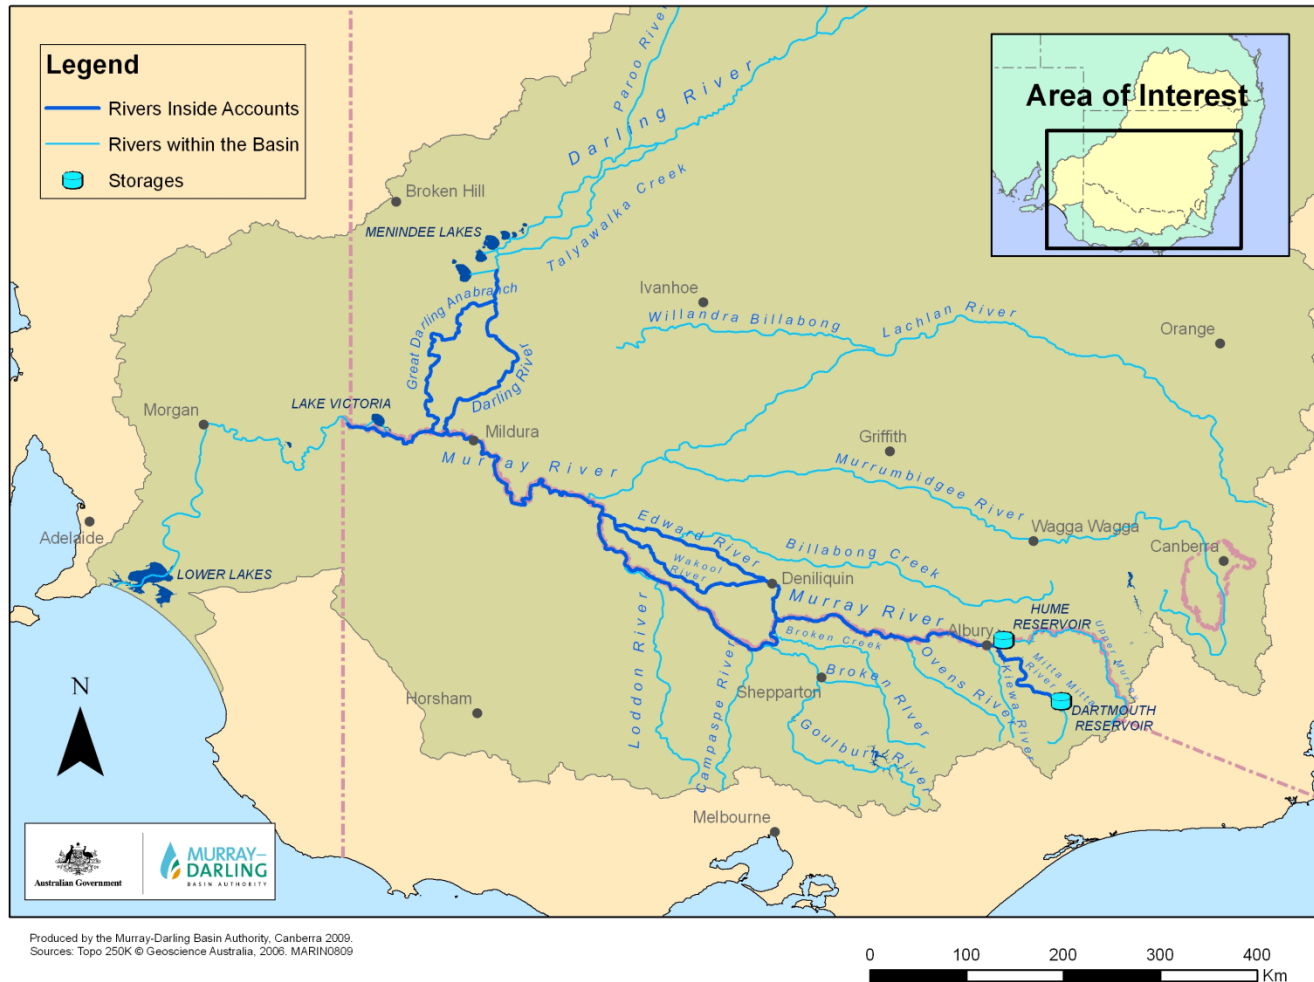 Legend
Rivers Inside Accounts
Rivers within the Basin
Storages
Area of Interest
Paroo River
Darling River
Talyawalka Creek
Broken Hill
MENINDEE LAKES
Great Darling Anabranch
Darling River
Ivanhoe
Willandra Billabong
Lachlan River
Orange
LAKE VICTORIA
Morgan
Mildura
Murray River
Griffith
Murrumbidgee River
Wagga Wagga
Canberra
Adelaide
LOWER LAKES
Edward River
Wakool
River
Billabong Creek
Deniliquin
Murray River
HUME
RESERVOIR
Albury
Upper Murray
Broken Creek
Mitta Mitta
River
Ovens River
Kiewa River
DARTMOUTH
RESERVOIR
Loddon River
Campaspe River
Shepparton
Broken River
Goulburn River
Horsham
Melbourne
N
Australian Government
MURRAY–
DARLING
BASIN AUTHORITY
Produced by the Murray-Darling Basin Authority, Canberra 2009.
Sources: Topo 250K © Geoscience Australia, 2006. MARIN0809
0 100 200 300 400
Km